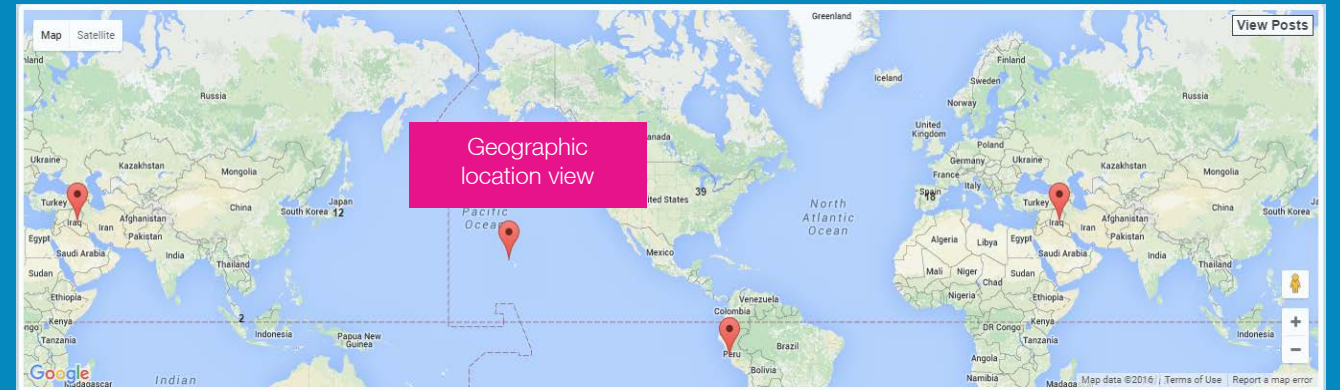 Greenland
View Posts
Map Satellite
Iceland
Finland
Sweden
Norway
Russia
Russia
United
Kingdom
Poland
Germany
Ukraine
France
Italy
Spain
18
Geographic
location view
anada
ited States
39
Ukraine
Kazakhstan
Mongolia
Kazakhstan
Mongolia
Turkey
Turkey
China
Japan
South Korea 12
China
South Korea
Iraq
Iran
Afghanistan
Pakistan
Iraq
Iran
Afghanistan
Pakistan
Egypt
Saudi Arabia
India
Thailand
Sudan
Ethiopia
Kenya
Tanzania
Pacific
Ocean
North
Atlantic
Ocean
Mexico
Algeria
Libya
Egypt
Saudi Arabia
India
Thailand
Mali
Niger
Chad
Sudan
Nigeria
Ethiopia
Venezuela
Colombia
2
Indonesia
Papua New
Guinea
Peru
Brazil
Bolivia
DR Congo
Kenya
Tanzania
Angola
Namibia
Indonesia
+
−
Google
Indian
Map data ©2016
Terms of Use
Report a map error